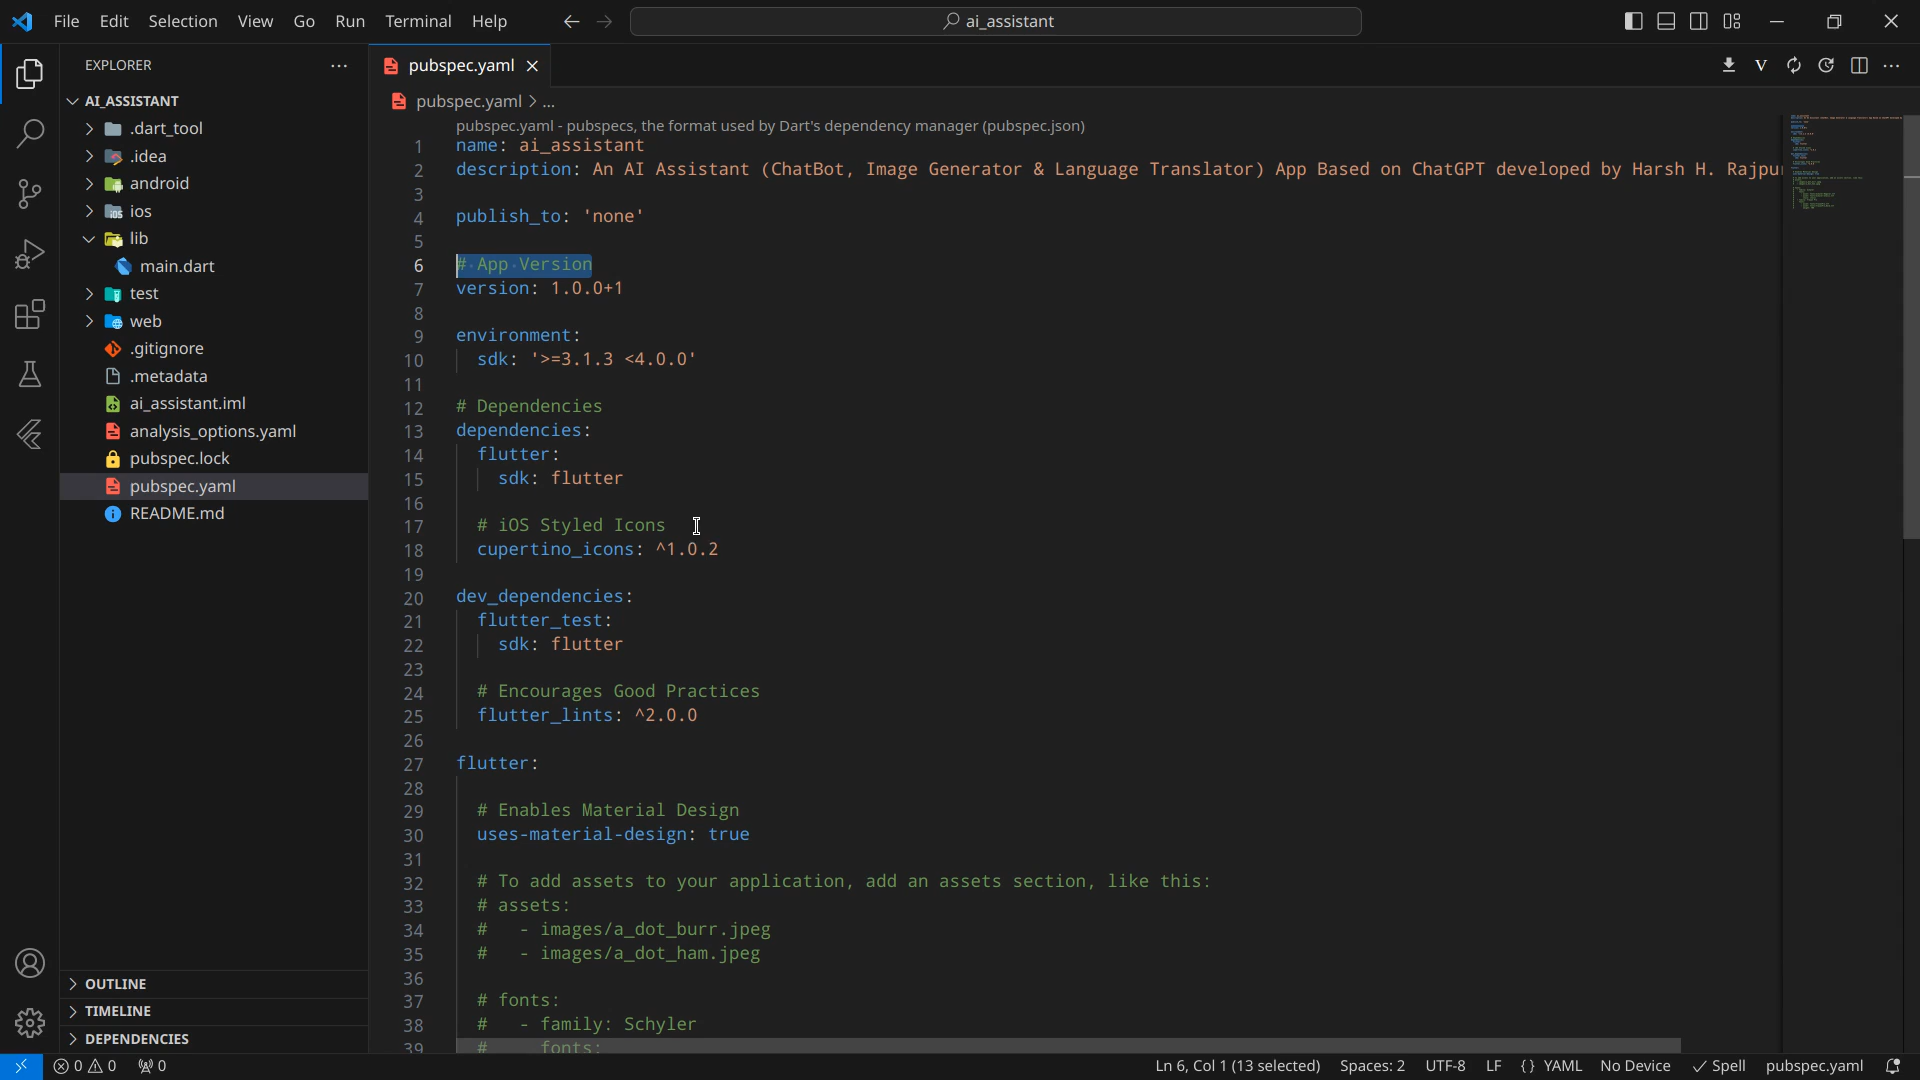 File Edit Selection View Go Run Terminal Help
ai_assistant
EXPLORER
pubspec.yaml
V
AI_ASSISTANT
.dart_tool
.idea
android
ios
lib
main.dart
test
web
.gitignore
.metadata
ai_assistant.iml
analysis_options.yaml
pubspec.lock
pubspec.yaml
README.md
OUTLINE
TIMELINE
DEPENDENCIES
pubspec.yaml > ...
pubspec.yaml - pubspecs, the format used by Dart's dependency manager (pubspec.json)
1 name: ai_assistant
2 description: An AI Assistant (ChatBot, Image Generator & Language Translator) App Based on ChatGPT developed by Harsh H. Rajpu
3
4 publish_to: 'none'
5
6 # App Version
7 version: 1.0.0+1
8
9 environment:
10 sdk: '>=3.1.3 <4.0.0'
11
12 # Dependencies
13 dependencies:
14 flutter:
15 sdk: flutter
16
17 # iOS Styled Icons
18 cupertino_icons: ^1.0.2
19
20 dev_dependencies:
21 flutter_test:
22 sdk: flutter
23
24 # Encourages Good Practices
25 flutter_lints: ^2.0.0
26
27 flutter:
28
29 # Enables Material Design
30 uses-material-design: true
31
32 # To add assets to your application, add an assets section, like this:
33 # assets:
34 #   - images/a_dot_burr.jpeg
35 #   - images/a_dot_ham.jpeg
36
37 # fonts:
38 #   - family: Schyler
39 #     fonts:
0 0 0
Ln 6, Col 1 (13 selected) Spaces: 2 UTF-8 LF {} YAML No Device Spell pubspec.yaml